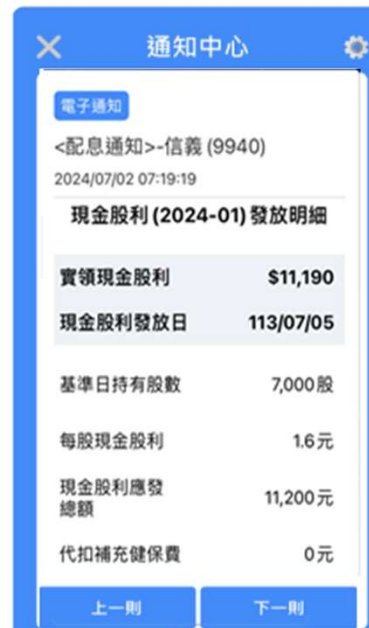 通知中心
電子通知
<配息通知>-信義 (9940)
2024/07/02 07:19:19
現金股利 (2024-01) 發放明細
實領現金股利 $11,190
現金股利發放日 113/07/05
基準日持有股數 7,000股
每股現金股利 1.6元
現金股利應發
總額 11,200元
代扣補充健保費 0元
上一則 下一則